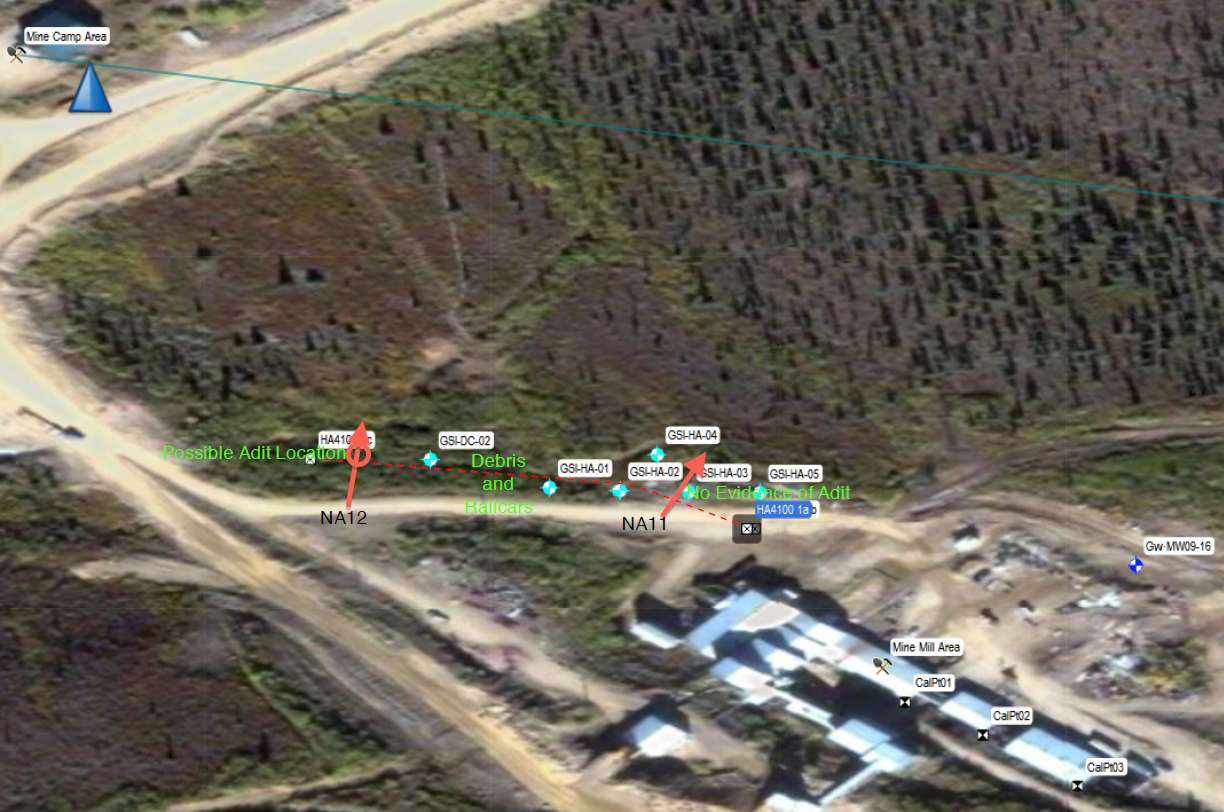 Mine Camp Area
HA410
c
Possible Adit Location
GSI-DC-02
GSI-HA-04
Debris
and
Railcars
GSI-HA-01
GSI-HA-02
GSI-HA-03
GSI-HA-05
No Evidence of Adit
NA12
NA11
HA4100 1a
b
Gw-MW09-16
Mine Mill Area
CalPt01
CalPt02
CalPt03